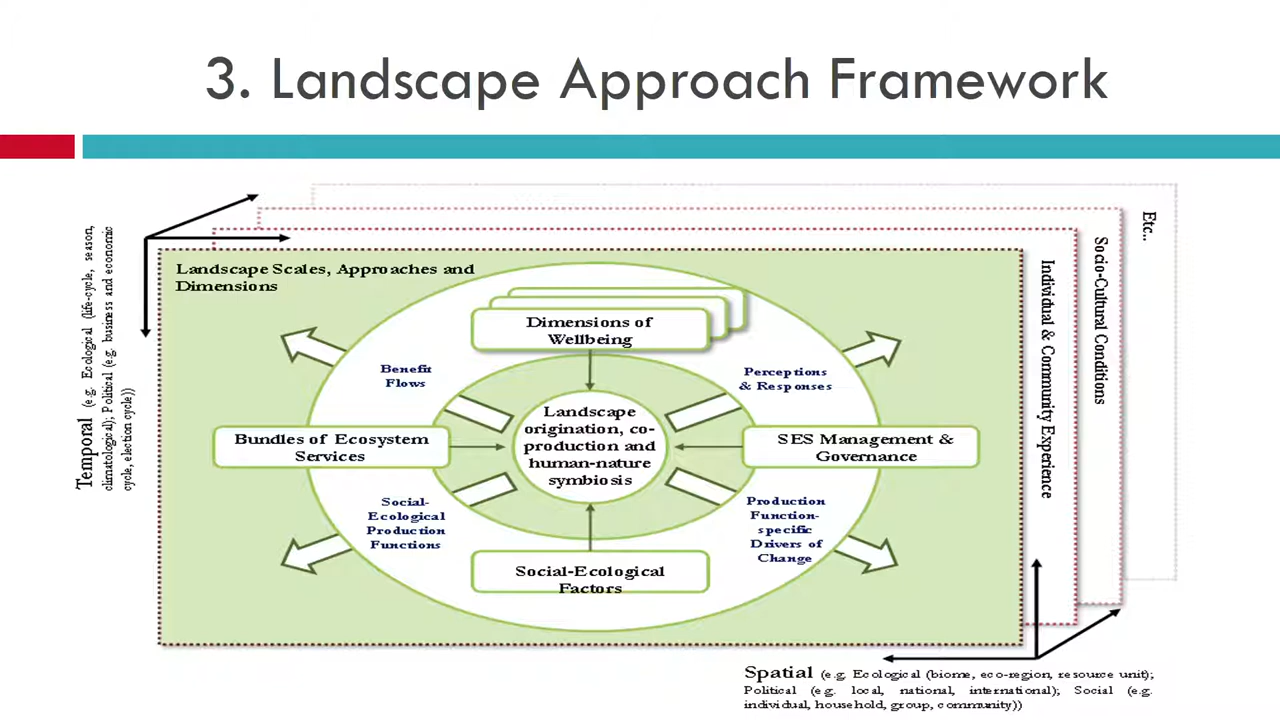 3. Landscape Approach Framework
Temporal (e.g. Ecological (life-cycle, season,
climatological); Political (e.g. business and economic
cycle, election cycle))
Landscape Scales, Approaches and
Dimensions
Dimensions of
Wellbeing
Benefit
Flows
Perceptions
& Responses
Bundles of Ecosystem
Services
Landscape
origination, co-
production and
human-nature
symbiosis
SES Management &
Governance
Social-
Ecological
Production
Functions
Production
Function-
specific
Drivers of
Change
Social-Ecological
Factors
Individual & Community Experience
Socio-Cultural Conditions
Etc..
Spatial (e.g. Ecological (biome, eco-region, resource unit);
Political (e.g. local, national, international); Social (e.g.
individual, household, group, community))